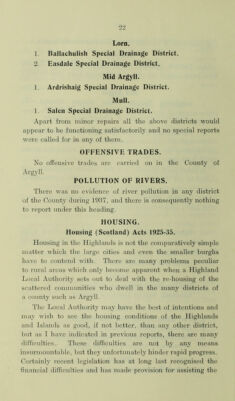 22
Lorn.
1. Ballachulish Special Drainage District.
2. Easdale Special Drainage District.
Mid Argyll.
1. Ardrishaig Special Drainage District.
Mull.
1. Salen Special Drainage District.
Apart from minor repairs all the above districts would
appear to be functioning satisfactorily and no special reports
were called for in any of them.
OFFENSIVE TRADES.
No offensive trades are carried on in the County of
Argyll.
POLLUTION OF RIVERS.
There was no evidence of river pollution in any district
of the County during 1937, and there is consequently nothing
to report under this heading.
HOUSING.
Housing (Scotland) Acts 1925-35.
Housing in the Highlands is not the comparatively simple
matter which the large cities and even the smaller burghs
have to contend with. There are many problems peculiar
to rural areas which only become apparent when a Highland
Local Authority sets out to deal with the re-housing of the
scattered communities who dwell in the many districts of
a county such as Argyll.
The Local Authority may have the best of intentions and
may wish to see the housing conditions of the Highlands
and Islands as good, if not better, than any other district,
but as I have indicated in previous reports, there are many
difficulties. These difficulties are not by any means
insurmountable, but they unfortunately hinder rapid progress.
Certainly recent legislation has at long last recognised the
financial difficulties and has made provision for assisting the